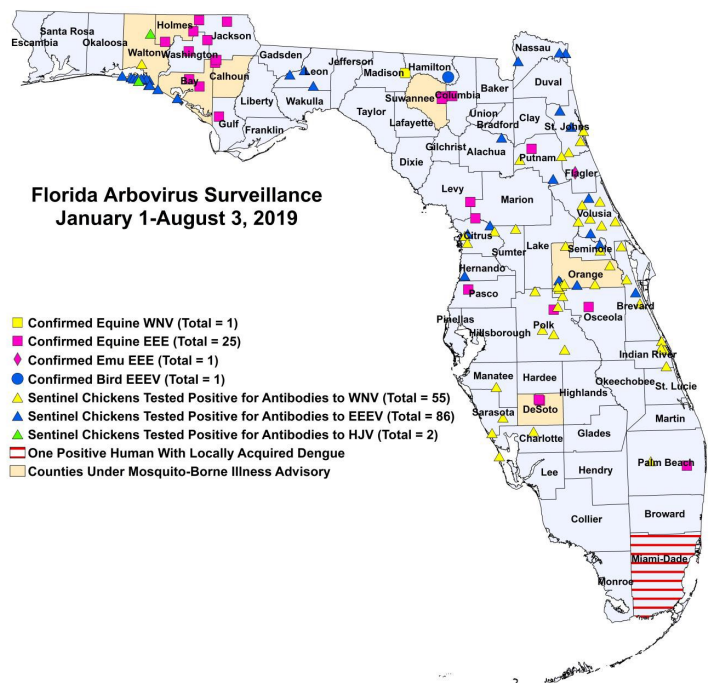 Santa Rosa
Escambia
Okaloosa
Holmes
Jackson
Walton
Washington
Bay
Calhoun
Gulf
Liberty
Franklin
Gadsden
Leon
Wakulla
Jefferson
Madison
Taylor
Hamilton
Suwannee
Lafayette
Columbia
Dixie
Gilchrist
Baker
Union
Bradford
Alachua
Nassau
Duval
Clay
St. Johns
Putnam
Flagler
Levy
Marion
Volusia
Citrus
Sumter
Lake
Seminole
Hernando
Orange
Pasco
Brevard
Osceola
Pinellas
Hillsborough
Polk
Indian River
Manatee
Hardee
Highlands
Okeechobee
St. Lucie
Sarasota
DeSoto
Martin
Charlotte
Glades
Lee
Hendry
Palm Beach
Collier
Broward
Miami-Dade
Monroe
Florida Arbovirus Surveillance
January 1-August 3, 2019
Confirmed Equine WNV (Total = 1)
Confirmed Equine EEE (Total = 25)
Confirmed Emu EEE (Total = 1)
Confirmed Bird EEEV (Total = 1)
Sentinel Chickens Tested Positive for Antibodies to WNV (Total = 55)
Sentinel Chickens Tested Positive for Antibodies to EEEV (Total = 86)
Sentinel Chickens Tested Positive for Antibodies to HJV (Total = 2)
One Positive Human With Locally Acquired Dengue
Counties Under Mosquito-Borne Illness Advisory